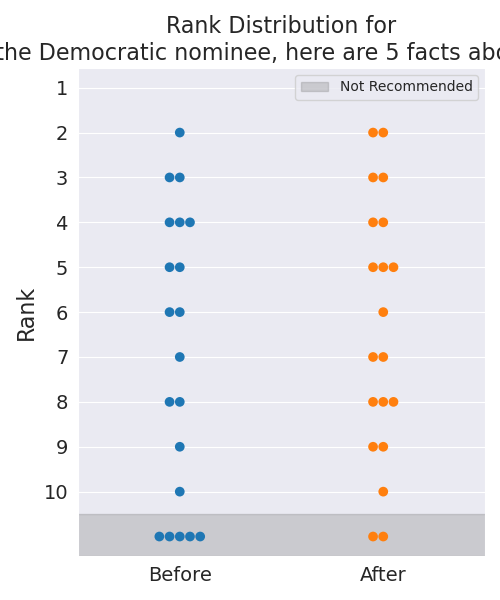 Rank Distribution for
the Democratic nominee, here are 5 facts abo
1
Not Recommended
2
3
4
5
6
7
8
9
10
Rank
Before
After